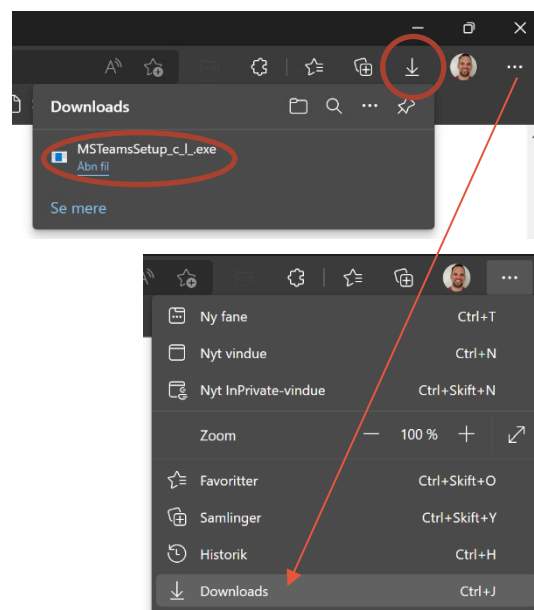 Downloads
MSTeamsSetup_c_l_.exe
Åbn fil
Se mere
Ny fane Ctrl+T
Nyt vindue Ctrl+N
Nyt InPrivate-vindue Ctrl+Skift+N
Zoom 100 %
Favoritter Ctrl+Skift+O
Samlinger Ctrl+Skift+Y
Historik Ctrl+H
Downloads Ctrl+J